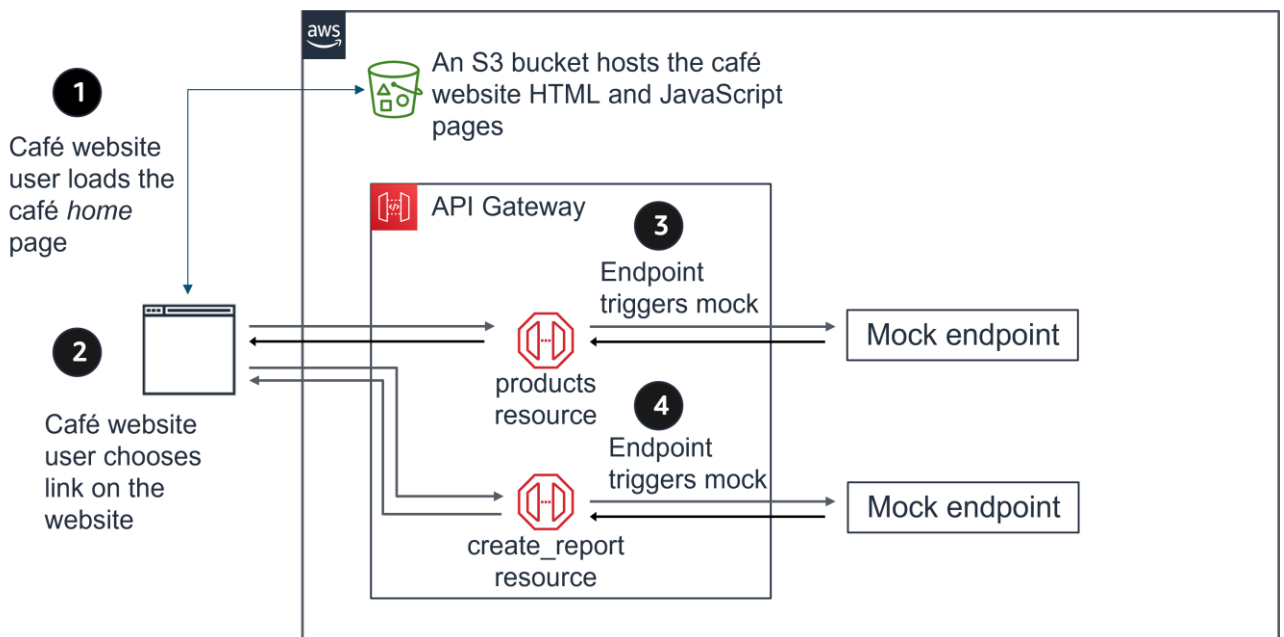 aws
1
Café website
user loads the
café home
page
An S3 bucket hosts the café
website HTML and JavaScript
pages
API Gateway
3
Endpoint
triggers mock
2
Café website
user chooses
link on the
website
products
resource
Mock endpoint
4
Endpoint
triggers mock
create_report
resource
Mock endpoint